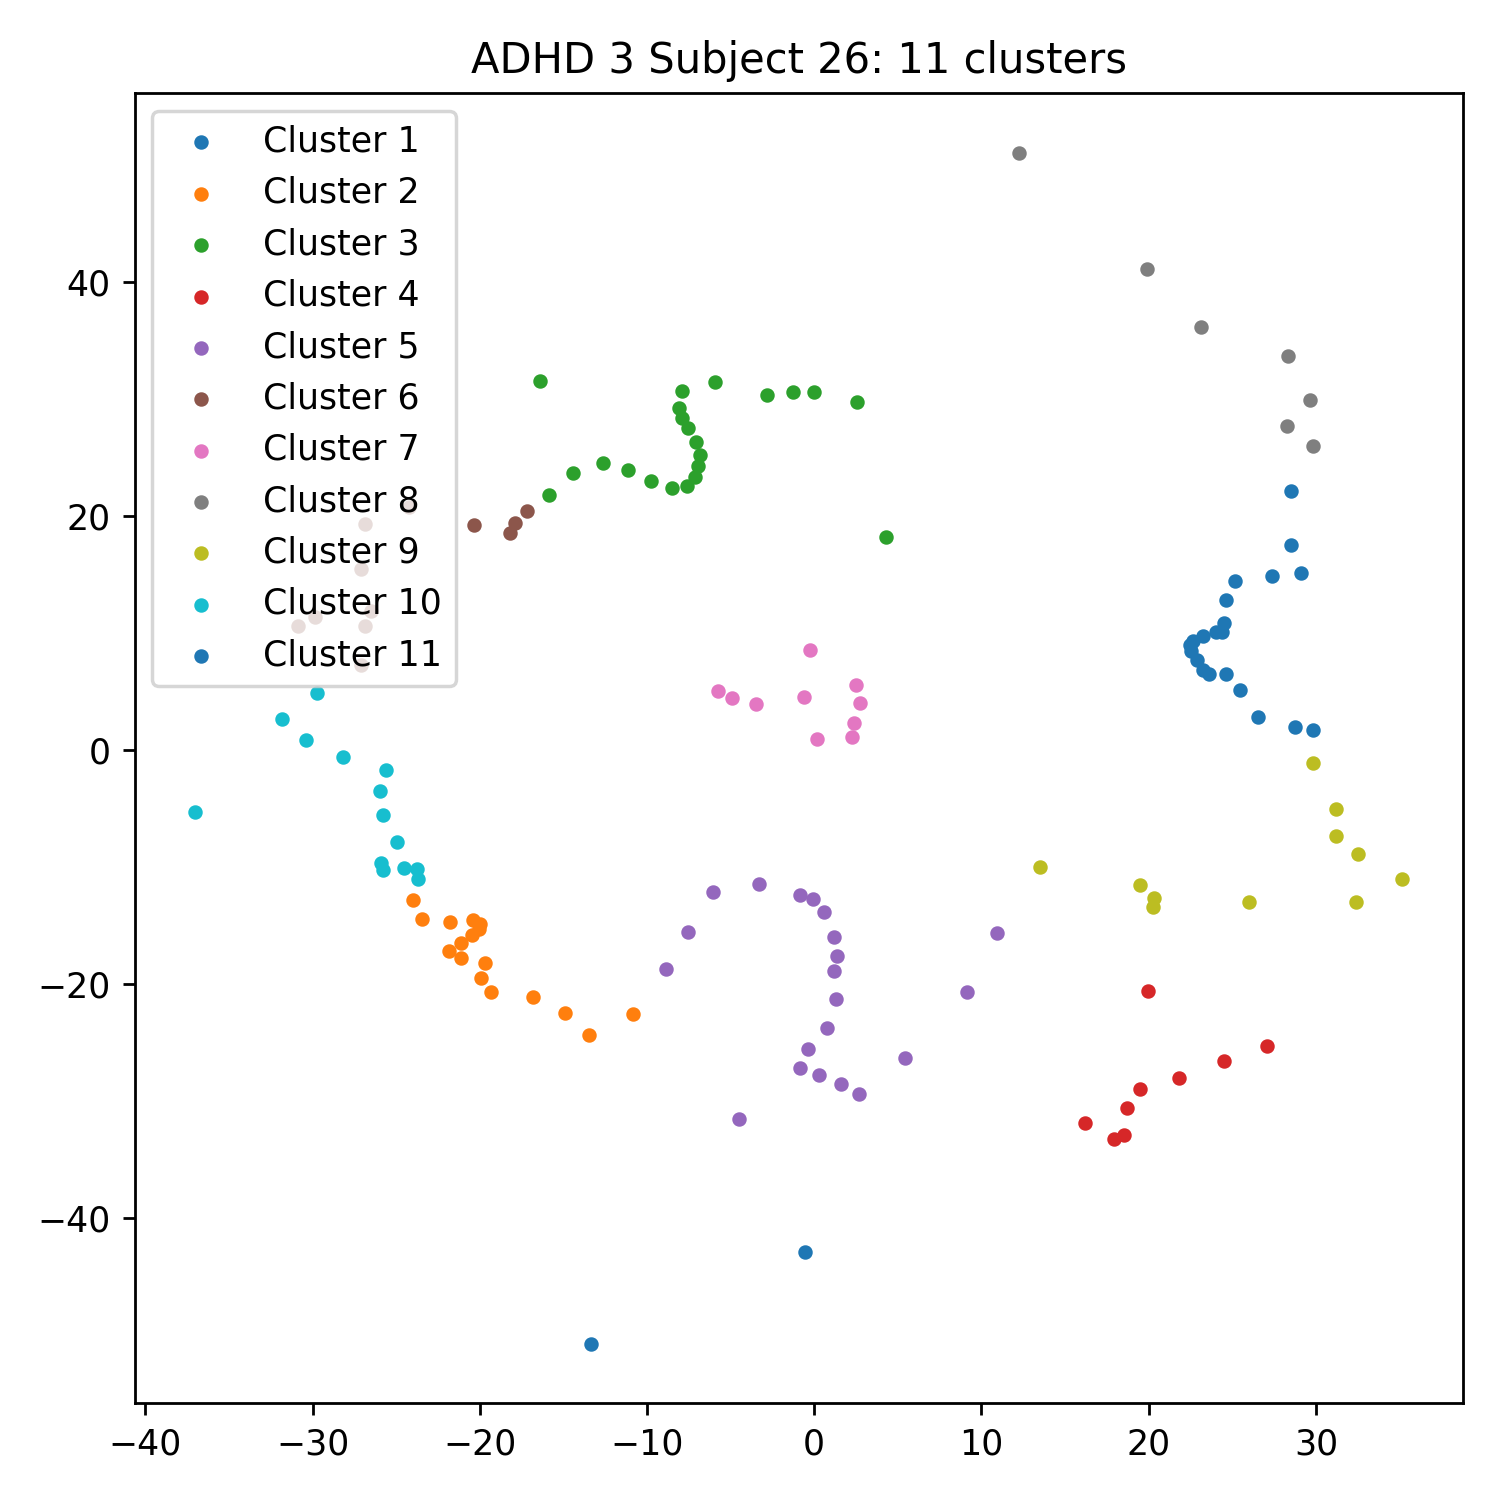 ADHD 3 Subject 26: 11 clusters
Cluster 1
Cluster 2
Cluster 3
Cluster 4
Cluster 5
Cluster 6
Cluster 7
Cluster 8
Cluster 9
Cluster 10
Cluster 11
40
20
0
−20
−40
−40 −30 −20 −10 0 10 20 30